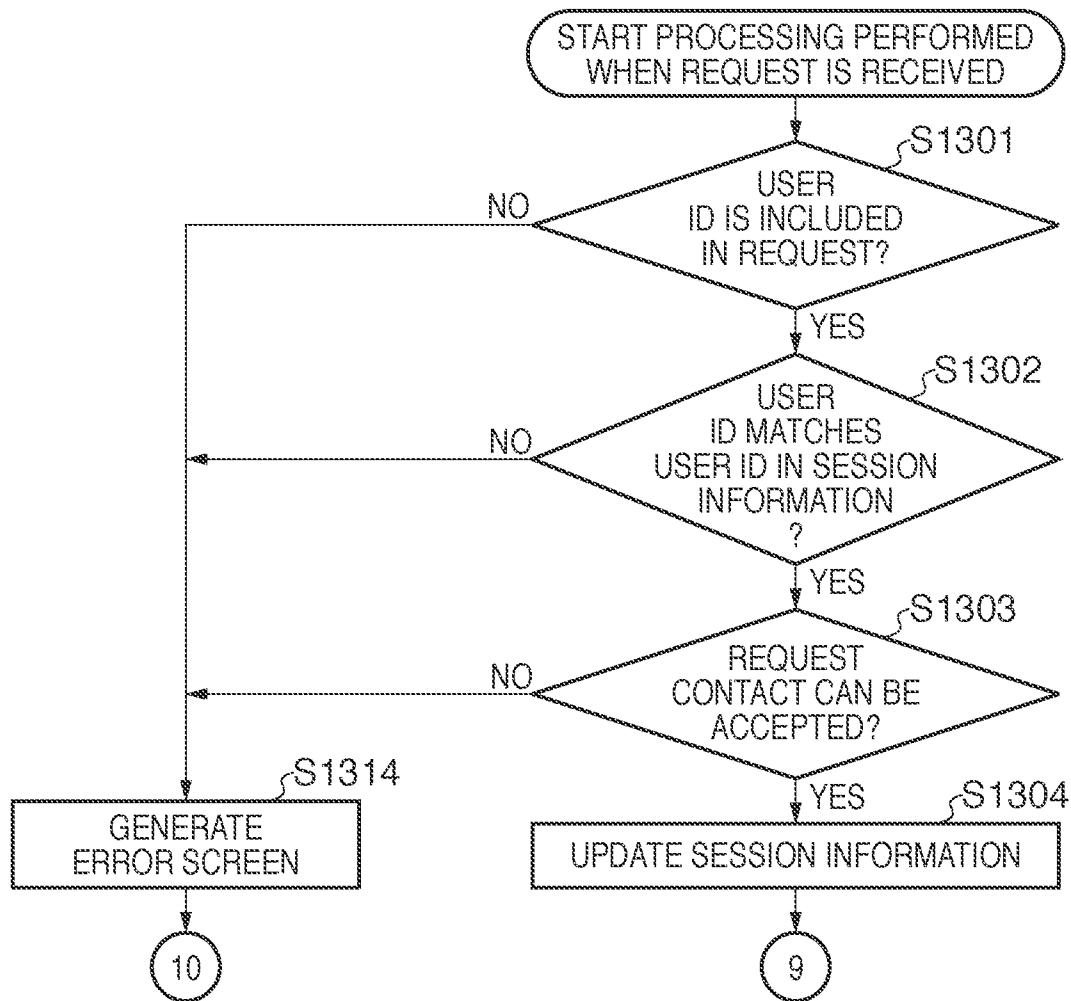 START PROCESSING PERFORMED
WHEN REQUEST IS RECEIVED
S1301
USER
ID IS INCLUDED
IN REQUEST?
NO
YES
S1302
USER
ID MATCHES
USER ID IN SESSION
INFORMATION
?
NO
YES
S1303
REQUEST
CONTACT CAN BE
ACCEPTED?
NO
YES
S1314
GENERATE
ERROR SCREEN
S1304
UPDATE SESSION INFORMATION
10
9